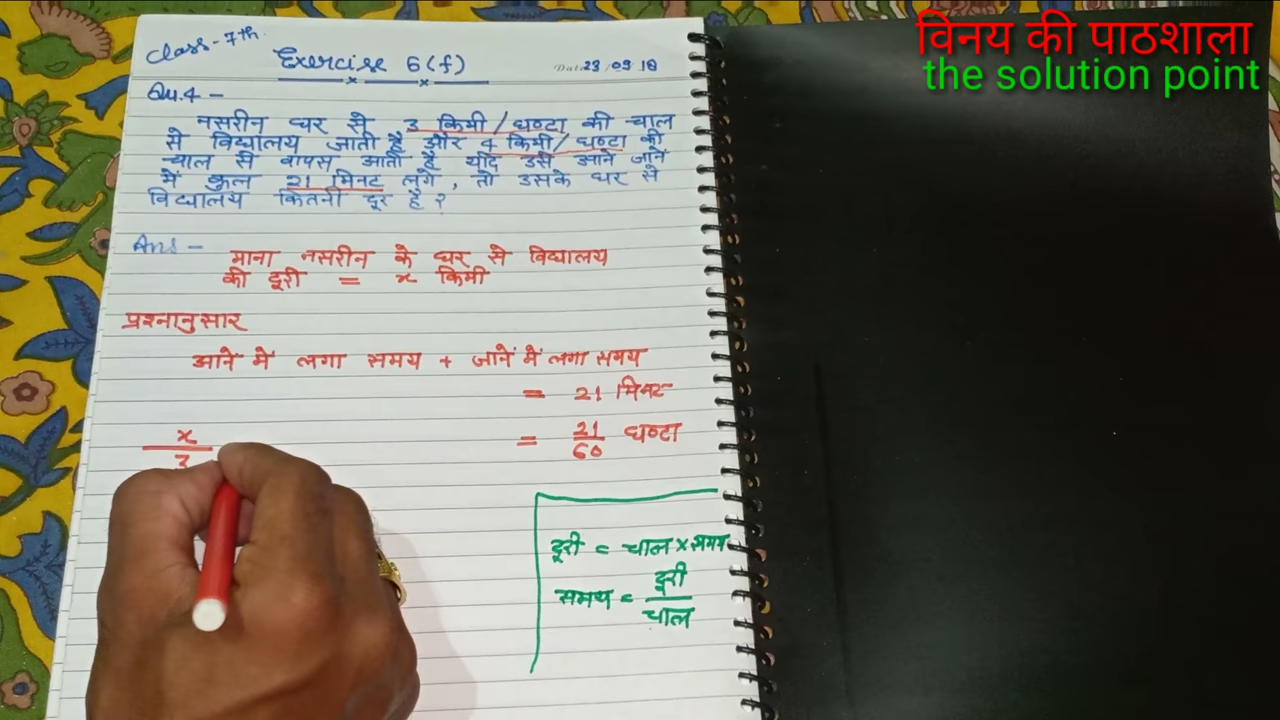 विनय की पाठशाला
the solution point
Class-7th.
Exercise 6(f)
23/09/18
Qu.4 -
नसरीन घर से 3 किमी/घण्टा की चाल
से विद्यालय जाती है और 4 किमी/घण्टा की
चाल से वापस आती है यदि उसे आने जाने
में कुल 21 मिनट लगे, तो उसके घर से
विद्यालय कितनी दूर है ?
Ans -
माना नसरीन के घर से विद्यालय
की दूरी = x किमी
प्रश्नानुसार
आने में लगा समय + जाने में लगा समय
= 21 मिनट
x/3 = 21/60 घण्टा
दूरी = चाल × समय
समय = दूरी/चाल